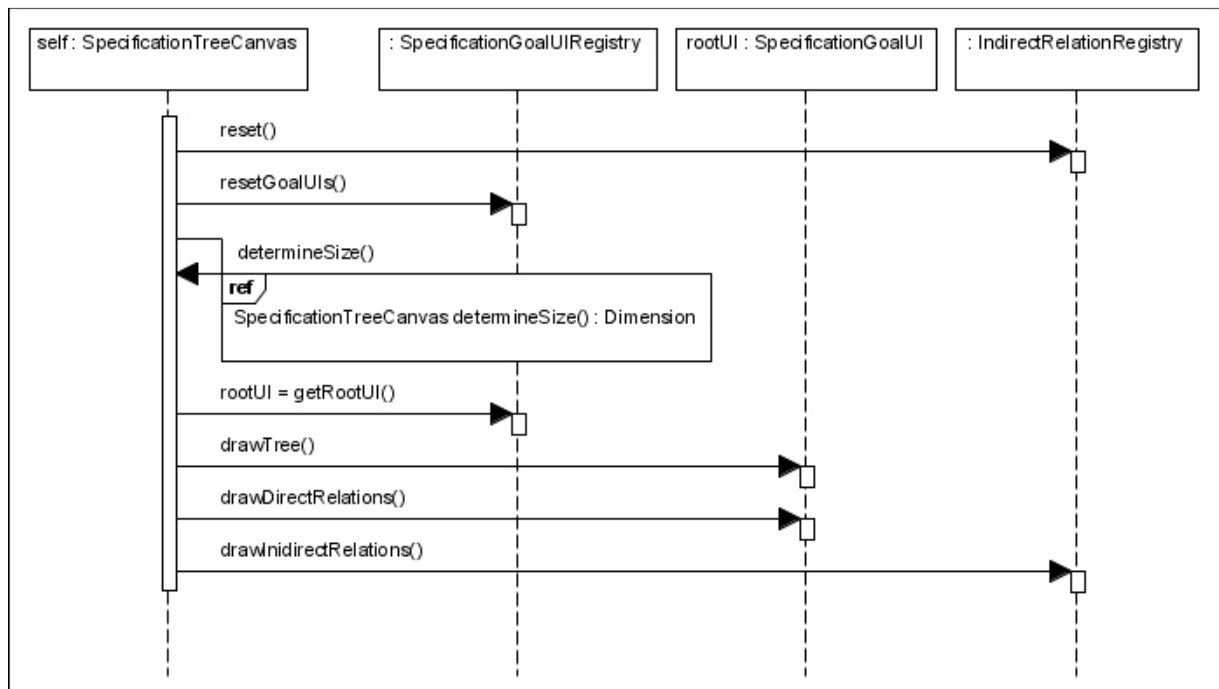 self : SpecificationTreeCanvas
: SpecificationGoalUIRegistry
rootUI : SpecificationGoalUI
: IndirectRelationRegistry
reset()
resetGoalUIs()
determineSize()
ref
SpecificationTreeCanvas determineSize() : Dimension
rootUI = getRootUI()
drawTree()
drawDirectRelations()
drawInidirectRelations()